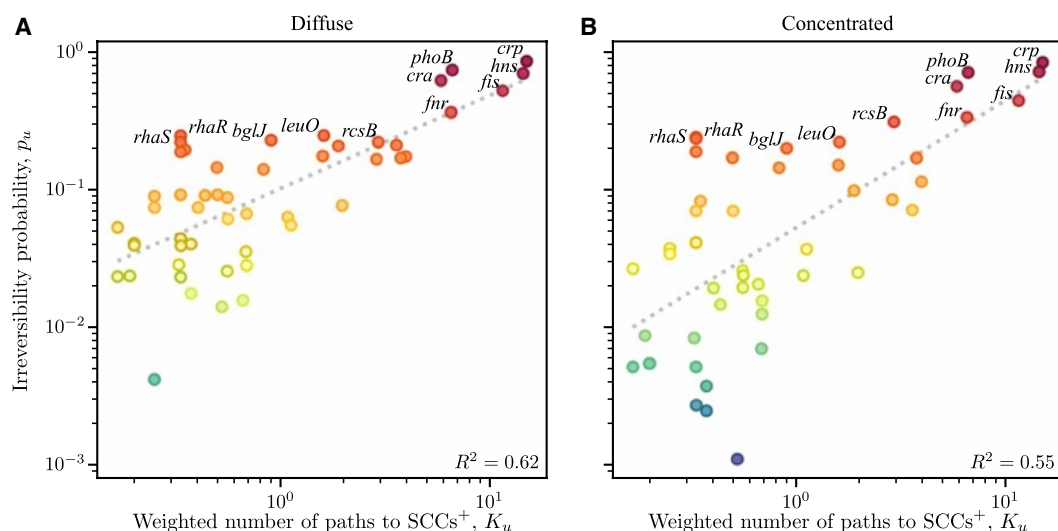 A
Diffuse
Irreversibility probability, pᵤ
10⁰
10⁻¹
10⁻²
10⁻³
phoB
crp
cra
hns
fis
fnr
rhaS
rhaR
bglJ
leuO
rcsB
R² = 0.62
10⁰
10¹
Weighted number of paths to SCCs⁺, Kᵤ
B
Concentrated
phoB
crp
cra
hns
fis
fnr
rhaS
rhaR
bglJ
leuO
rcsB
R² = 0.55
10⁰
10¹
Weighted number of paths to SCCs⁺, Kᵤ